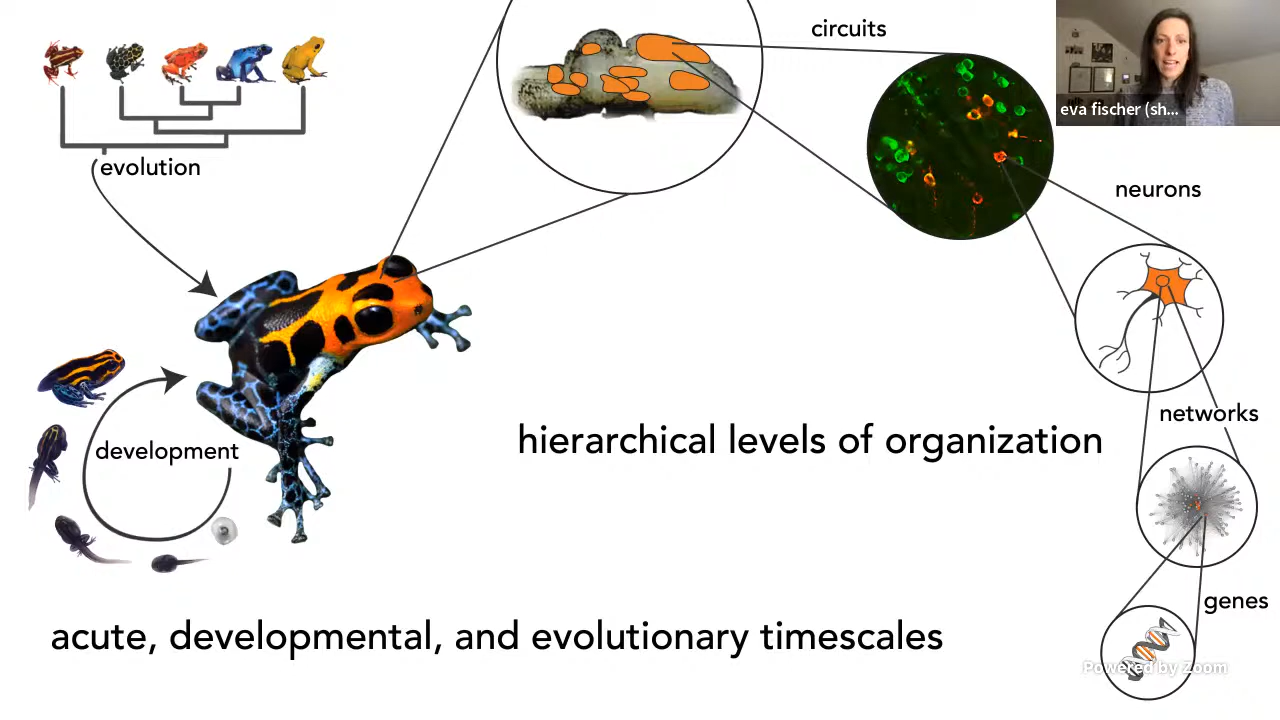 circuits
eva fischer (sh...
evolution
neurons
networks
development
hierarchical levels of organization
genes
acute, developmental, and evolutionary timescales
Powered by Zoom